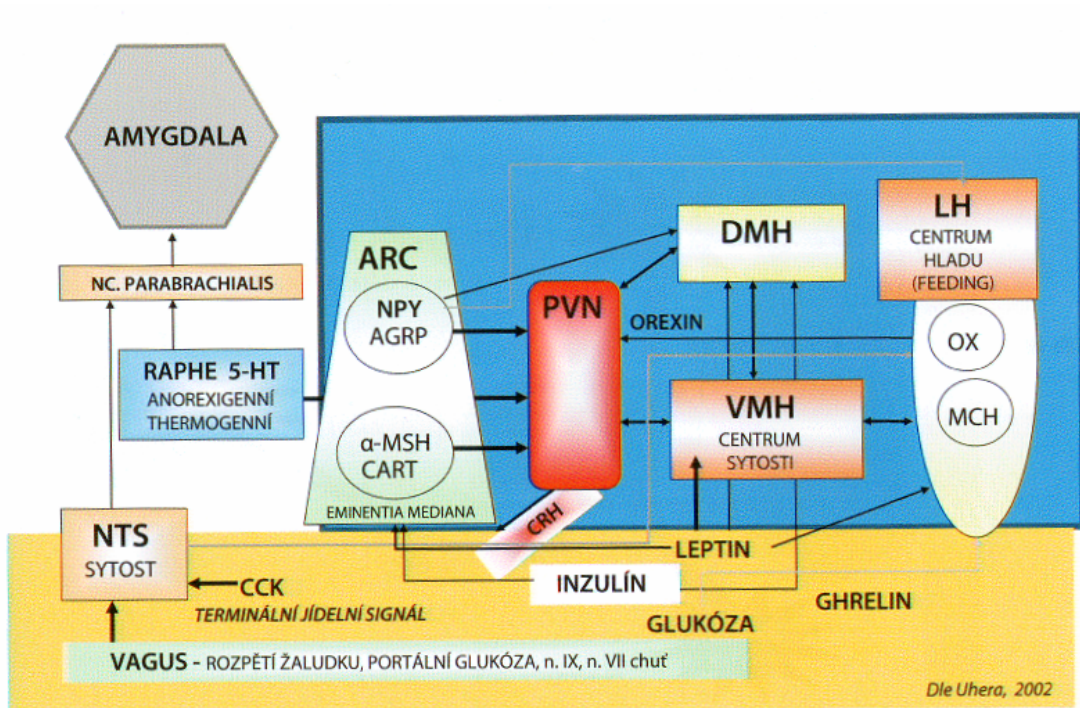 AMYGDALA
NC. PARABRACHIALIS
RAPHE 5-HT
ANOREXIGENNÍ
THERMOGENNÍ
NTS
SYTOST
ARC
NPY
AGRP
α-MSH
CART
EMINENTIA MEDIANA
PVN
CRH
DMH
OREXIN
VMH
CENTRUM
SYTOSTI
LH
CENTRUM
HLADU
(FEEDING)
OX
MCH
LEPTIN
INZULÍN
GLUKÓZA
GHRELIN
CCK
TERMINÁLNÍ JÍDELNÍ SIGNÁL
VAGUS - ROZPĚTÍ ŽALUDKU, PORTÁLNÍ GLUKÓZA, n. IX, n. VII chuť
Dle Uhera, 2002